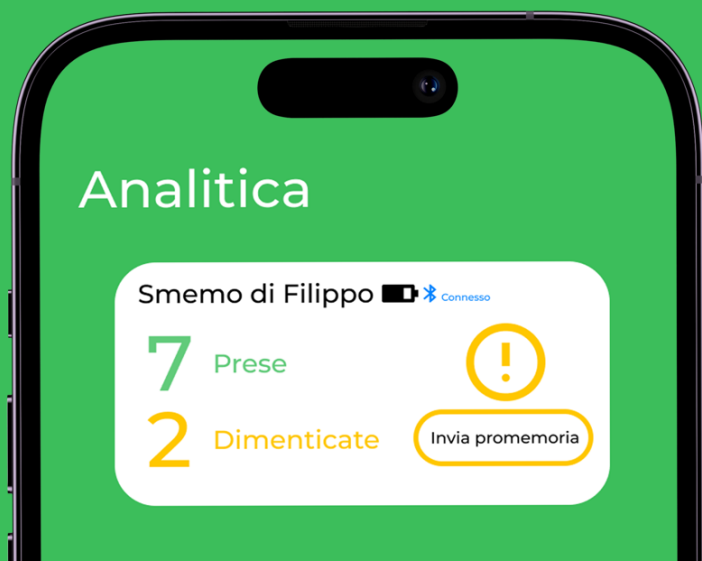 Analitica
Smemo di Filippo Connesso
7 Prese
2 Dimenticate
Invia promemoria